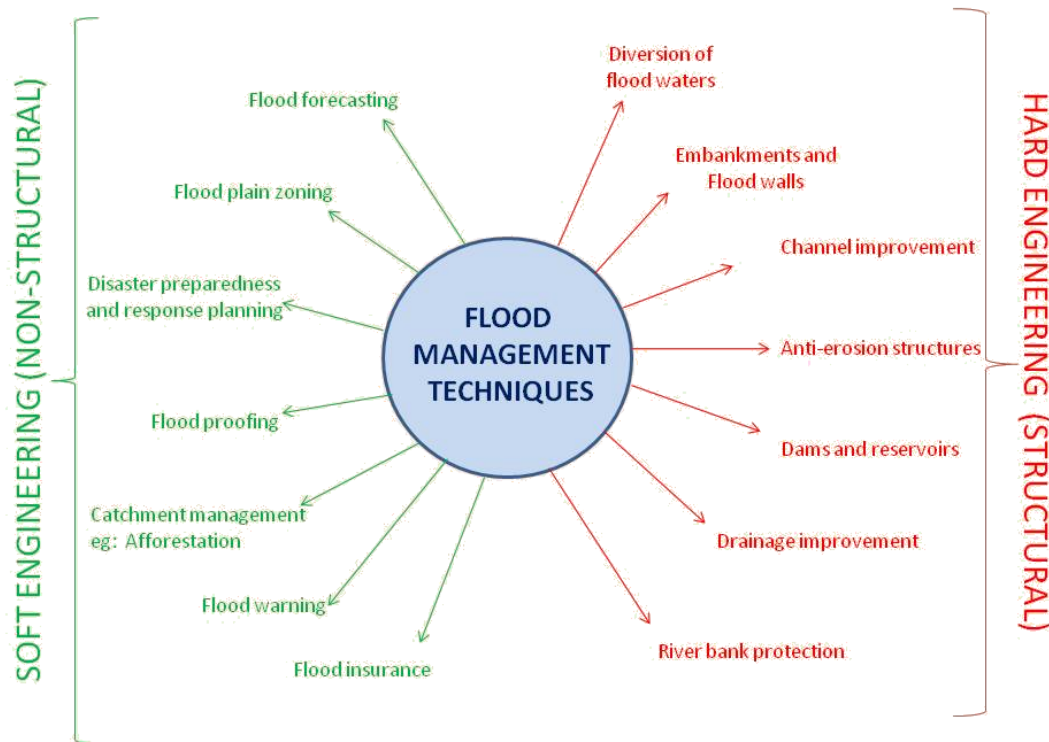 SOFT ENGINEERING (NON-STRUCTURAL)
Flood forecasting
Flood plain zoning
Disaster preparedness
and response planning
Flood proofing
Catchment management
eg: Afforestation
Flood warning
Flood insurance
FLOOD
MANAGEMENT
TECHNIQUES
Diversion of
flood waters
Embankments and
Flood walls
Channel improvement
Anti-erosion structures
Dams and reservoirs
Drainage improvement
River bank protection
HARD ENGINEERING (STRUCTURAL)